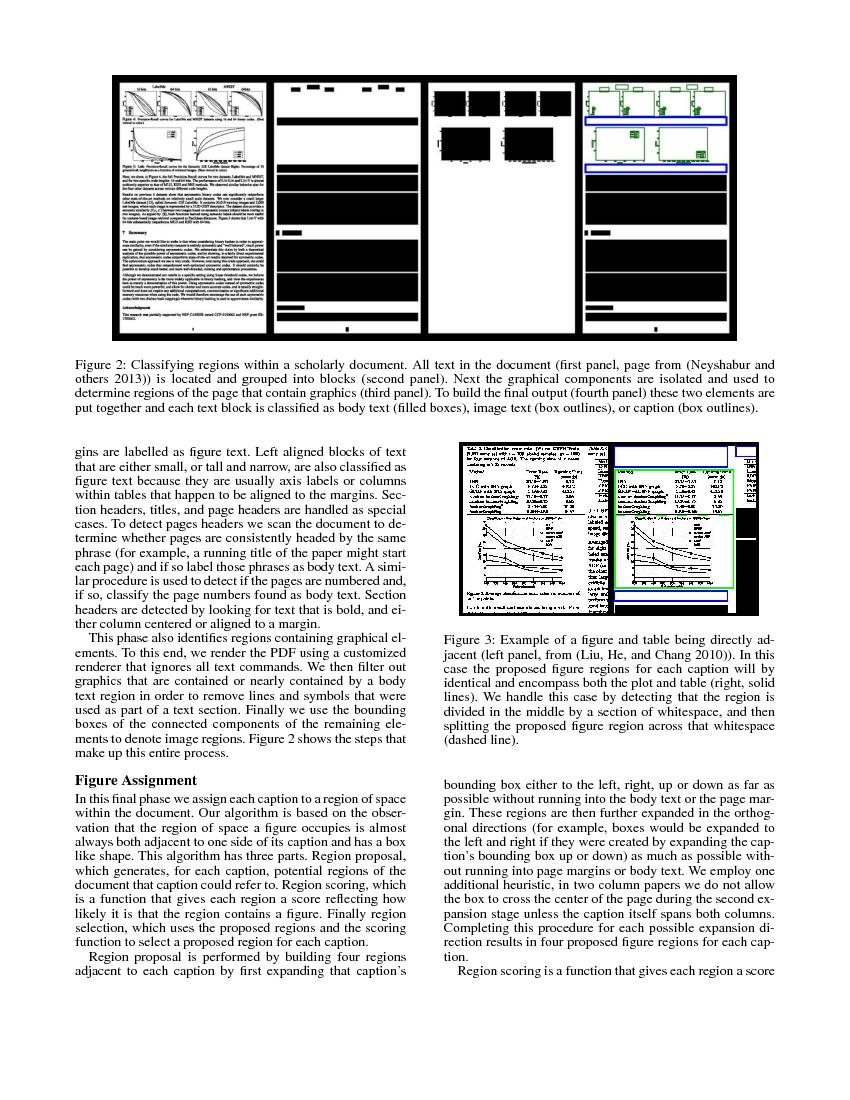 Figure 2: Classifying regions within a scholarly document. All text in the document (first panel, page from (Neyshabur and
others 2013)) is located and grouped into blocks (second panel). Next the graphical components are isolated and used to
determine regions of the page that contain graphics (third panel). To build the final output (fourth panel) these two elements are
put together and each text block is classified as body text (filled boxes), image text (box outlines), or caption (box outlines).
gins are labelled as figure text. Left aligned blocks of text
that are either small, or tall and narrow, are also classified as
figure text because they are usually axis labels or columns
within tables that happen to be aligned to the margins. Sec-
tion headers, titles, and page headers are handled as special
cases. To detect pages headers we scan the document to de-
termine whether pages are consistently headed by the same
phrase (for example, a running title of the paper might start
each page) and if so label those phrases as body text. A simi-
lar procedure is used to detect if the pages are numbered and,
if so, classify the page numbers found as body text. Section
headers are detected by looking for text that is bold, and ei-
ther column centered or aligned to a margin.
This phase also identifies regions containing graphical el-
ements. To this end, we render the PDF using a customized
renderer that ignores all text commands. We then filter out
graphics that are contained or nearly contained by a body
text region in order to remove lines and symbols that were
used as part of a text section. Finally we use the bounding
boxes of the connected components of the remaining ele-
ments to denote image regions. Figure 2 shows the steps that
make up this entire process.
Figure Assignment
In this final phase we assign each caption to a region of space
within the document. Our algorithm is based on the obser-
vation that the region of space a figure occupies is almost
always both adjacent to one side of its caption and has a box
like shape. This algorithm has three parts. Region proposal,
which generates, for each caption, potential regions of the
document that caption could refer to. Region scoring, which
is a function that gives each region a score reflecting how
likely it is that the region contains a figure. Finally region
selection, which uses the proposed regions and the scoring
function to select a proposed region for each caption.
Region proposal is performed by building four regions
adjacent to each caption by first expanding that caption's
Figure 3: Example of a figure and table being directly ad-
jacent (left panel, from (Liu, He, and Chang 2010)). In this
case the proposed figure regions for each caption will by
identical and encompass both the plot and table (right, solid
lines). We handle this case by detecting that the region is
divided in the middle by a section of whitespace, and then
splitting the proposed figure region across that whitespace
(dashed line).
bounding box either to the left, right, up or down as far as
possible without running into the body text or the page mar-
gin. These regions are then further expanded in the orthog-
onal directions (for example, boxes would be expanded to
the left and right if they were created by expanding the cap-
tion's bounding box up or down) as much as possible with-
out running into page margins or body text. We employ one
additional heuristic, in two column papers we do not allow
the box to cross the center of the page during the second ex-
pansion stage unless the caption itself spans both columns.
Completing this procedure for each possible expansion di-
rection results in four proposed figure regions for each cap-
tion.
Region scoring is a function that gives each region a score